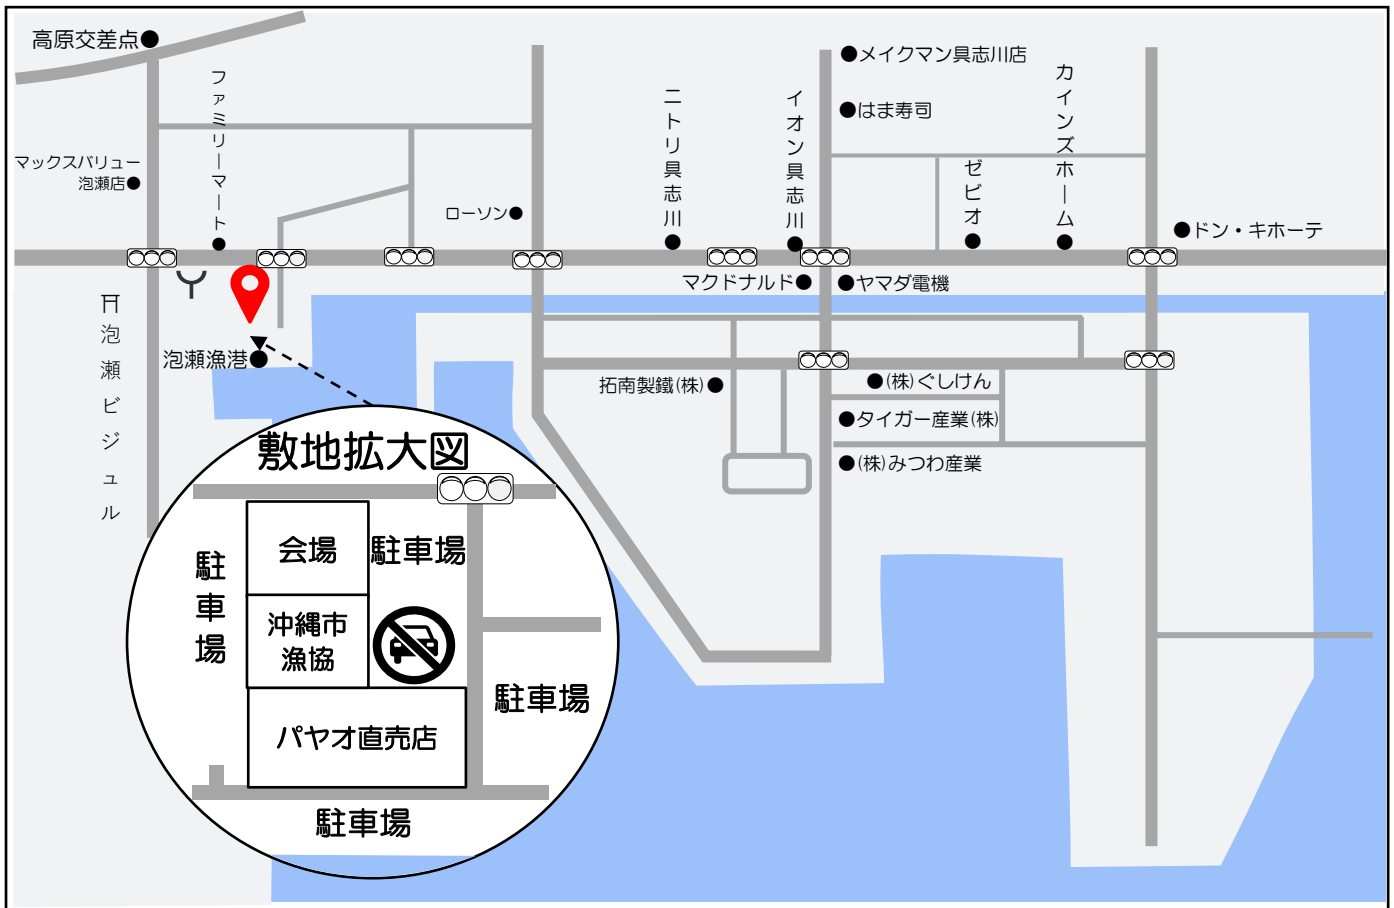 高原交差点
ファミリーマート
マックスバリュー
泡瀬店
ローソン
ニトリ具志川
イオン具志川
メイクマン具志川店
はま寿司
カインズホーム
ゼビオ
ドン・キホーテ
マクドナルド
ヤマダ電機
泡瀬ビジュル
泡瀬漁港
拓南製鐵(株)
(株)ぐしけん
タイガー産業(株)
(株)みつわ産業
敷地拡大図
会場
駐車場
駐車場
沖縄市
漁協
駐車場
パヤオ直売店
駐車場